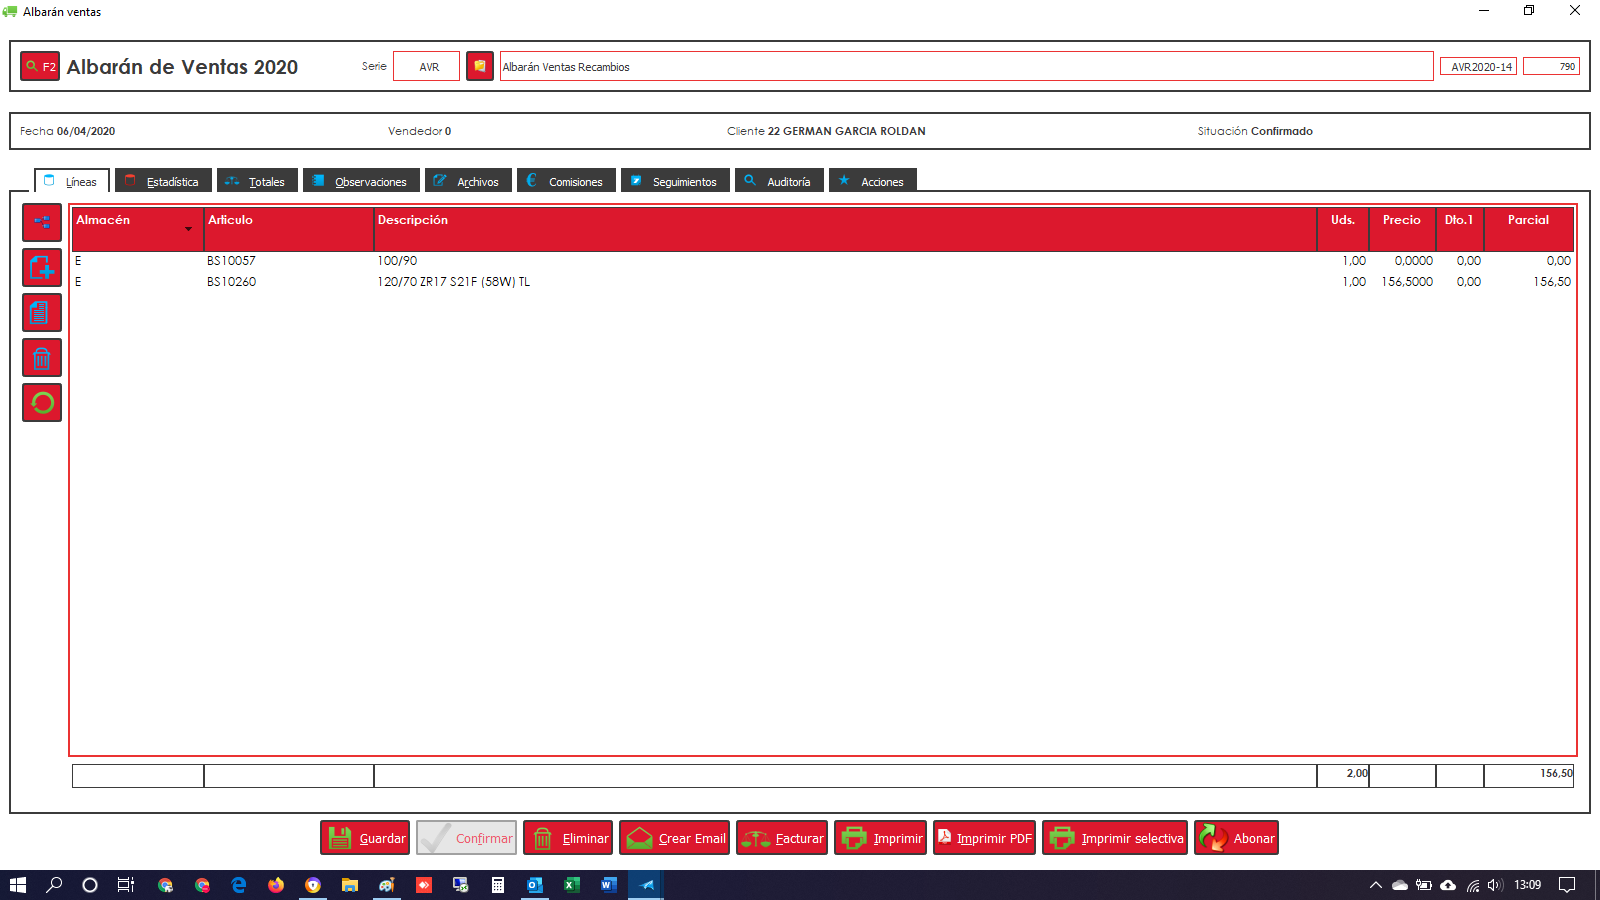 Albarán ventas
F2 Albarán de Ventas 2020 Serie AVR Albarán Ventas Recambios AVR2020-14 790
Fecha 06/04/2020 Vendedor 0 Cliente 22 GERMAN GARCIA ROLDAN Situación Confirmado
Líneas Estadística Totales Observaciones Archivos Comisiones Seguimientos Auditoría Acciones
Almacén Articulo Descripción Uds. Precio Dto.1 Parcial
E BS10057 100/90 1,00 0,0000 0,00 0,00
E BS10260 120/70 ZR17 S21F (58W) TL 1,00 156,5000 0,00 156,50
2,00 156,50
Guardar Confirmar Eliminar Crear Email Facturar Imprimir Imprimir PDF Imprimir selectiva Abonar
13:09